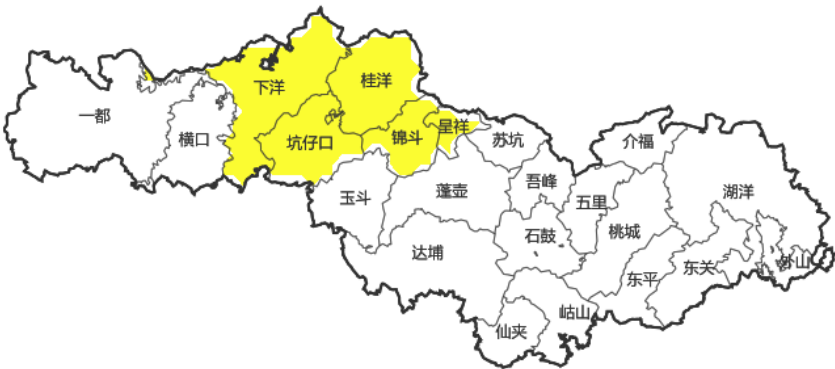 一都
横口
下洋
桂洋
坑仔口
锦斗
呈祥
苏坑
介福
玉斗
蓬壶
吾峰
五里
湖洋
达埔
石鼓
桃城
东平
东关
外山
仙夹
岵山